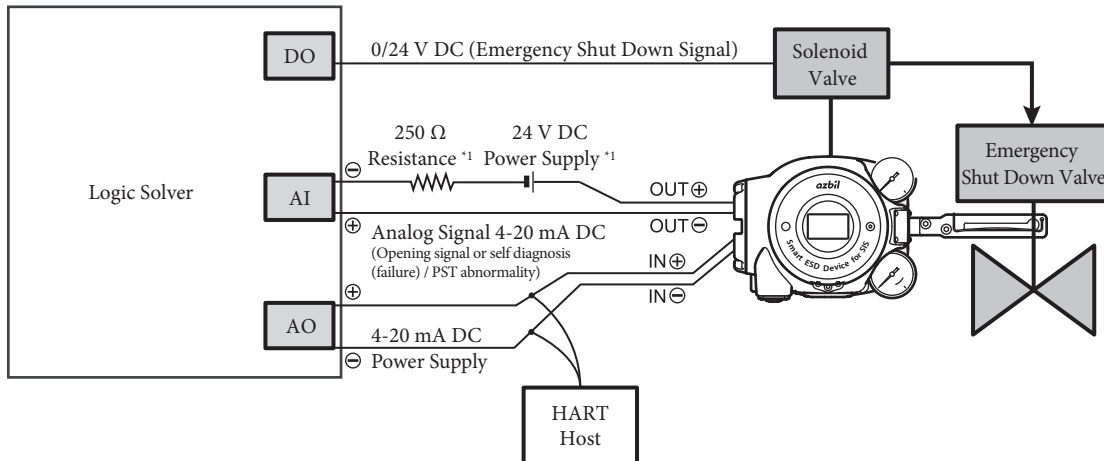 DO
0/24 V DC (Emergency Shut Down Signal)
Solenoid
Valve
250 Ω
Resistance *1
24 V DC
Power Supply *1
Emergency
Shut Down Valve
Logic Solver
AI
⊖
OUT⊕
OUT⊖
azbil
Smart ESD Device for SIS
⊕
Analog Signal 4-20 mA DC
(Opening signal or self diagnosis
(failure) / PST abnormality)
IN⊕
IN⊖
⊕
AO
4-20 mA DC
⊖
Power Supply
HART
Host